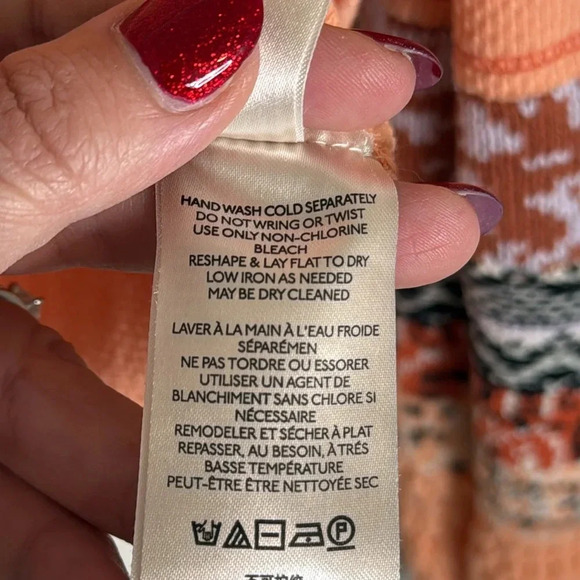 HAND WASH COLD SEPARATELY
DO NOT WRING OR TWIST
USE ONLY NON-CHLORINE
BLEACH
RESHAPE & LAY FLAT TO DRY
LOW IRON AS NEEDED
MAY BE DRY CLEANED
LAVER À LA MAIN À L'EAU FROIDE
SÉPARÉMEN
NE PAS TORDRE OU ESSORER
UTILISER UN AGENT DE
BLANCHIMENT SANS CHLORE SI
NÉCESSAIRE
REMODELER ET SÉCHER À PLAT
REPASSER, AU BESOIN, À TRÉS
BASSE TEMPÉRATURE
PEUT-ÊTRE ÊTRE NETTOYÉE SEC
P